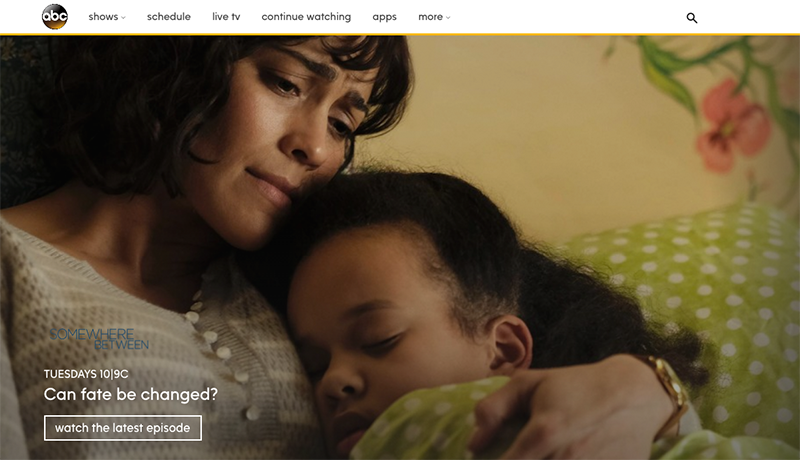 abc
shows
schedule
live tv
continue watching
apps
more
SOMEWHERE
BETWEEN
TUESDAYS 10|9C
Can fate be changed?
watch the latest episode